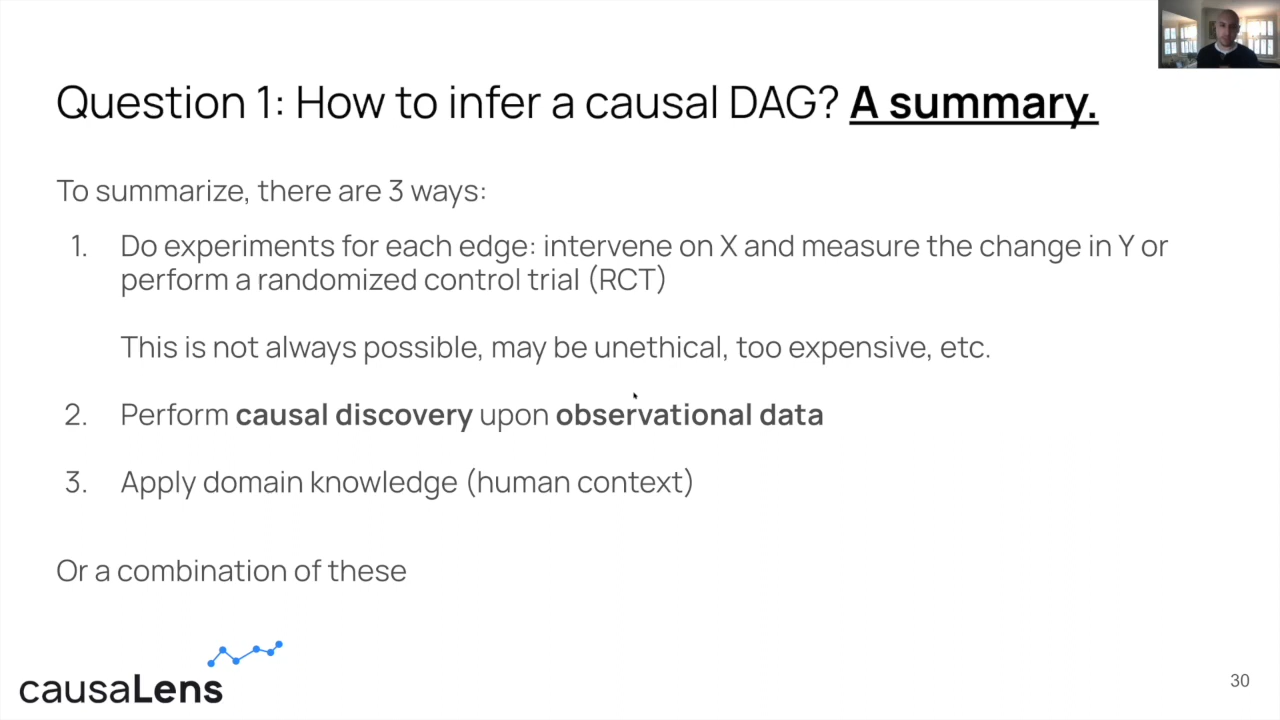 Question 1: How to infer a causal DAG? A summary.
To summarize, there are 3 ways:
1. Do experiments for each edge: intervene on X and measure the change in Y or
perform a randomized control trial (RCT)
This is not always possible, may be unethical, too expensive, etc.
2. Perform causal discovery upon observational data
3. Apply domain knowledge (human context)
Or a combination of these
causaLens
30